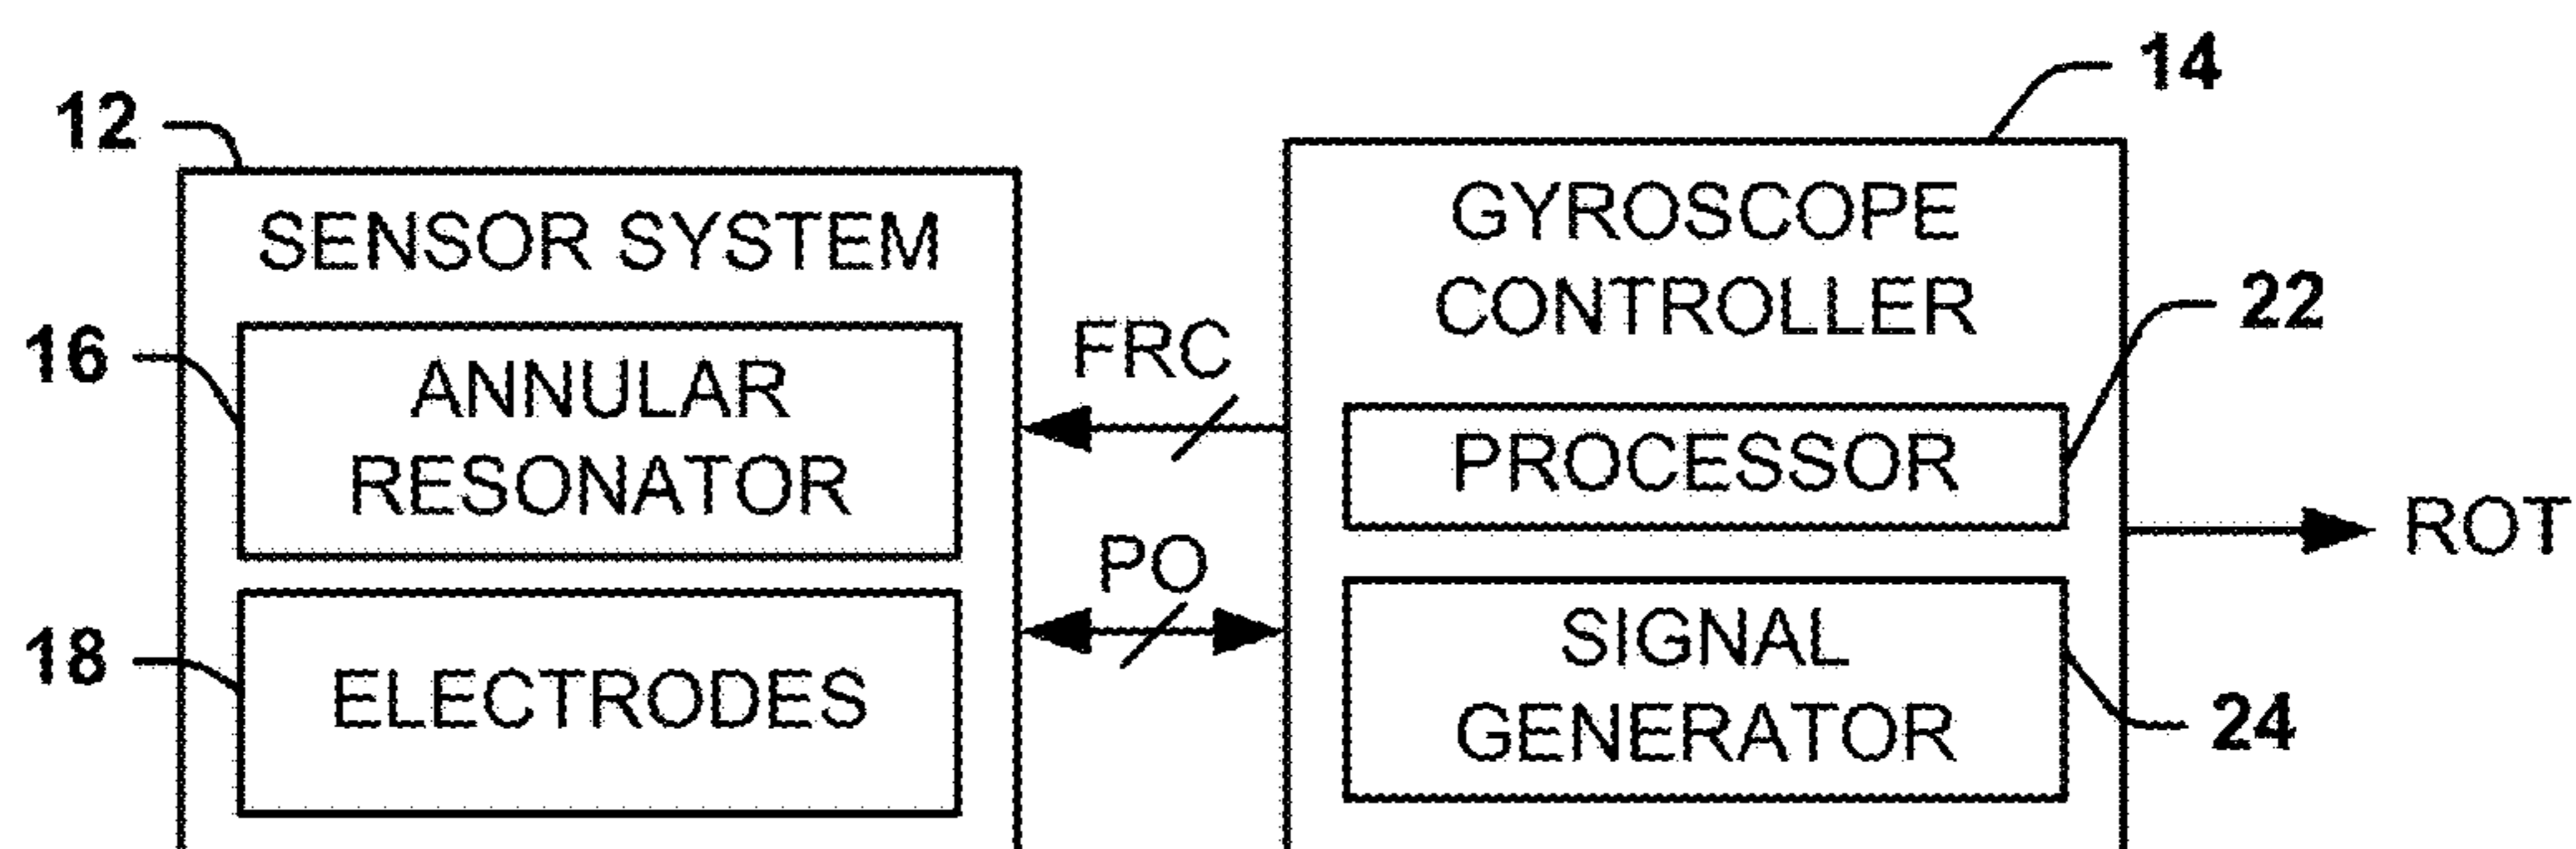 14
12
GYROSCOPE
SENSOR SYSTEM
CONTROLLER
22
16
ANNULAR
RESONATOR
FRC
PROCESSOR
ROT
PO
18
ELECTRODES
SIGNAL
GENERATOR
24